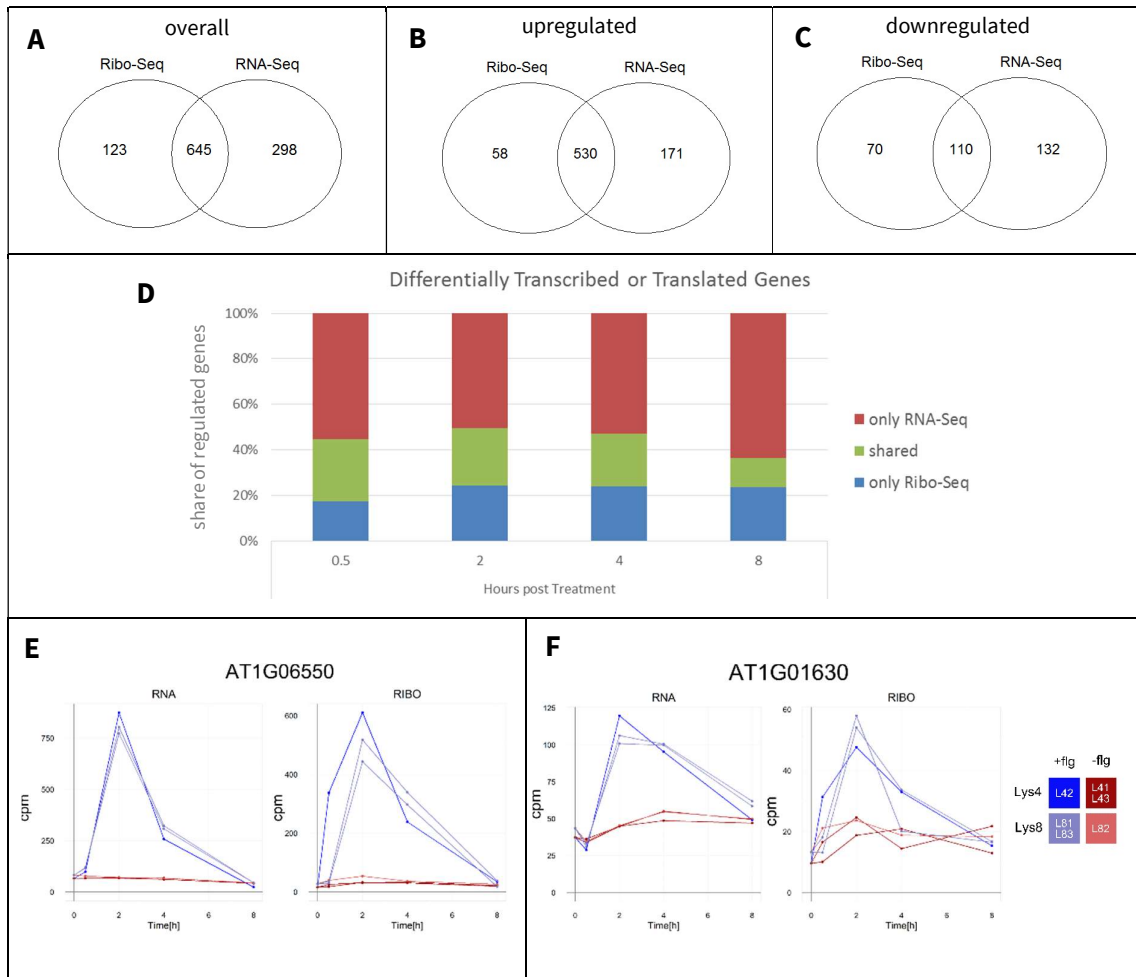 A
overall
Ribo-Seq
RNA-Seq
123
645
298
B
upregulated
Ribo-Seq
RNA-Seq
58
530
171
C
downregulated
Ribo-Seq
RNA-Seq
70
110
132
D
Differentially Transcribed or Translated Genes
share of regulated genes
100%
80%
60%
40%
20%
0%
0.5
2
4
8
Hours post Treatment
only RNA-Seq
shared
only Ribo-Seq
E
AT1G06550
RNA
RIBO
cpm
750
500
250
0
0
2
4
8
Time[h]
cpm
600
400
200
0
0
2
4
8
Time[h]
F
AT1G01630
RNA
RIBO
cpm
125
100
75
50
25
0
0
2
4
8
Time[h]
cpm
60
40
20
0
0
2
4
8
Time[h]
+flg
-flg
Lys4
L42
L41
L43
Lys8
L81
L83
L82